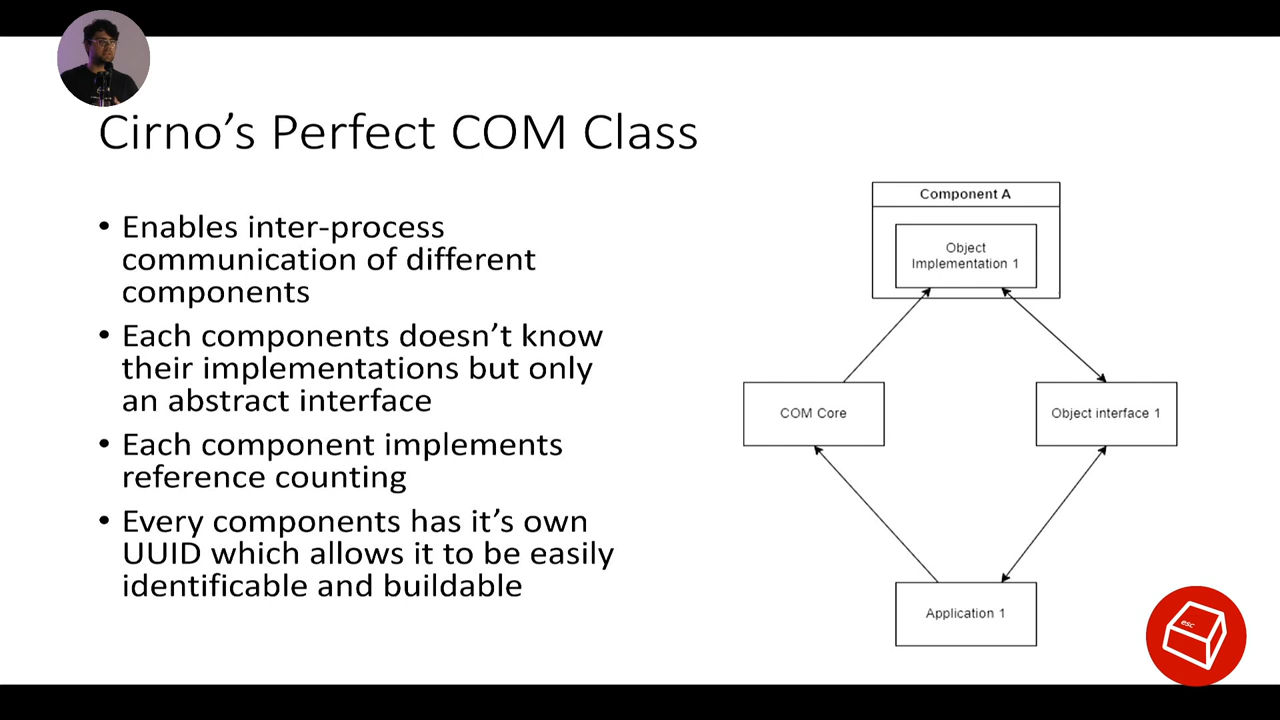 Cirno’s Perfect COM Class
• Enables inter-process
communication of different
components
• Each components doesn’t know
their implementations but only
an abstract interface
• Each component implements
reference counting
• Every components has it’s own
UUID which allows it to be easily
identifiable and buildable
Component A
Object
Implementation 1
COM Core
Object interface 1
Application 1
esc